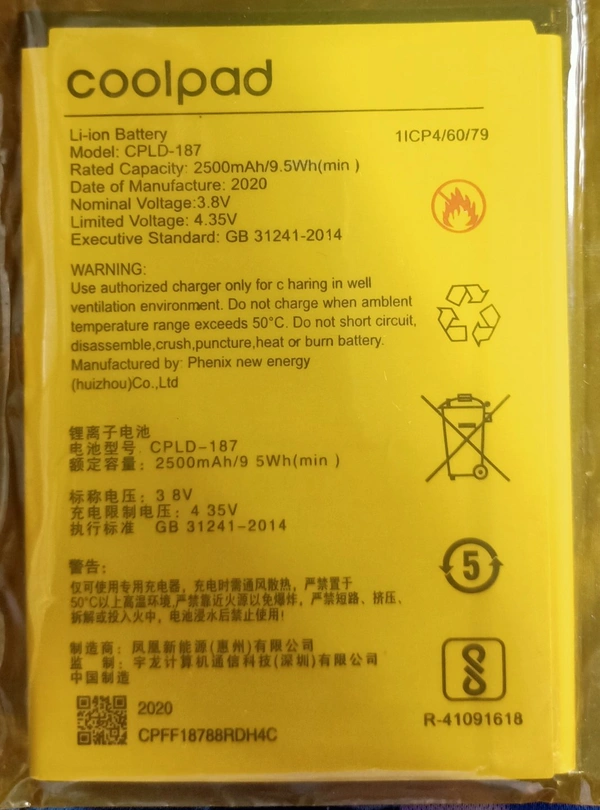 coolpad
Li-ion Battery 1ICP4/60/79
Model: CPLD-187
Rated Capacity: 2500mAh/9.5Wh(min )
Date of Manufacture: 2020
Nominal Voltage:3.8V
Limited Voltage: 4.35V
Executive Standard: GB 31241-2014
WARNING:
Use authorized charger only for c haring in well
ventilation environment. Do not charge when amblent
temperature range exceeds 50°C. Do not short circuit,
disassemble,crush,puncture,heat or burn battery.
Manufactured by: Phenix new energy
(huizhou)Co.,Ltd
锂离子电池
电池型号: CPLD-187
额定容量: 2500mAh/9 5Wh(min )
标称电压: 3 8V
充电限制电压: 4 35V
执行标准 GB 31241-2014
警告:
仅可使用专用充电器，充电时需通风散热，严禁置于
50°C以上高温环境,严禁靠近火源以免爆炸，严禁短路、挤压、
拆解或投入火中，电池浸水后禁止使用!
制造商: 凤凰新能源(惠州)有限公司
监 制: 宇龙计算机通信科技(深圳)有限公司
中国制造
2020
CPFF18788RDH4C
5
R-41091618